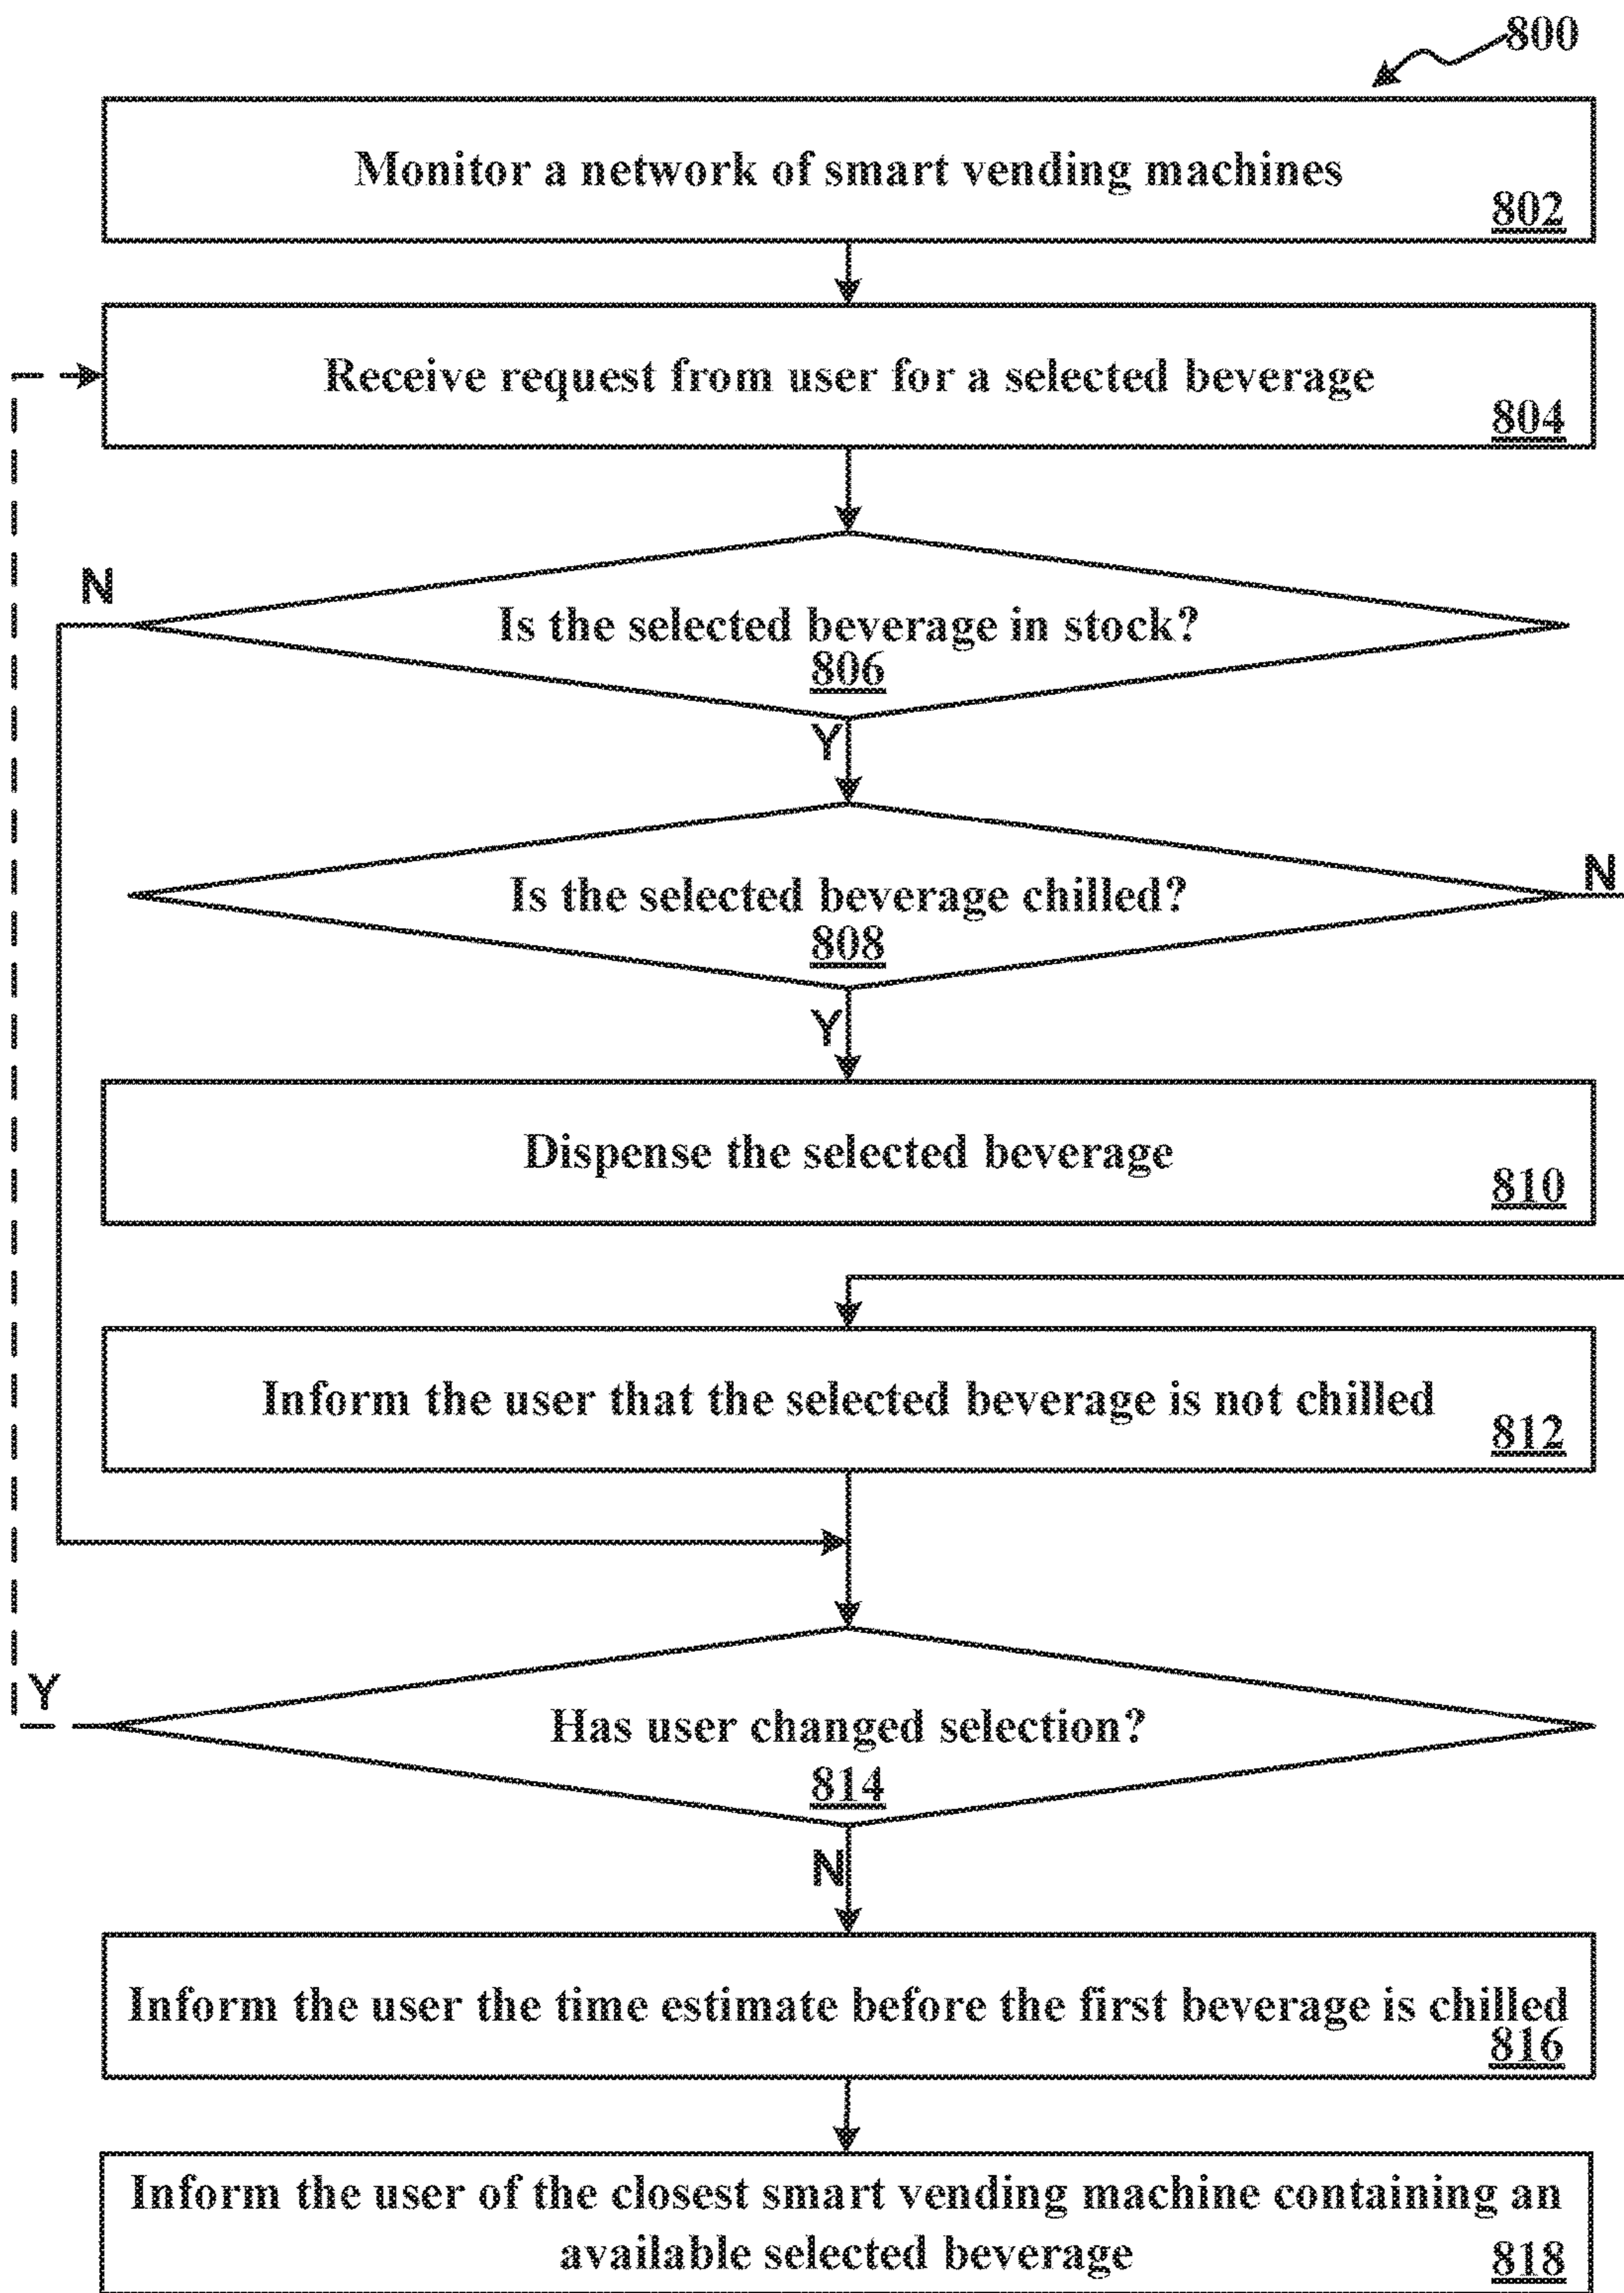 800
Monitor a network of smart vending machines
802
Receive request from user for a selected beverage
804
N
Is the selected beverage in stock?
806
Y
N
Is the selected beverage chilled?
808
Y
Dispense the selected beverage
810
Inform the user that the selected beverage is not chilled
812
Y
Has user changed selection?
814
N
Inform the user the time estimate before the first beverage is chilled
816
Inform the user of the closest smart vending machine containing an
available selected beverage
818